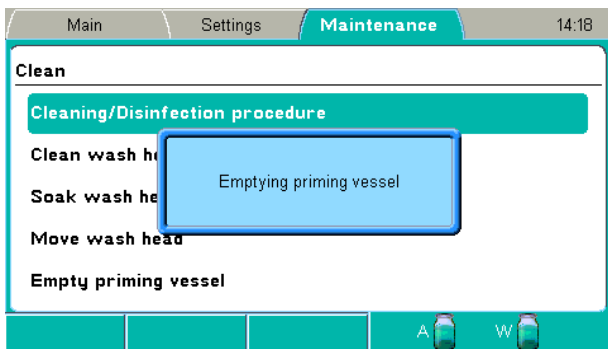 Main Settings Maintenance 14:18
Clean
Cleaning/Disinfection procedure
Clean wash h
Emptying priming vessel
Soak wash he
Move wash head
Empty priming vessel
A W